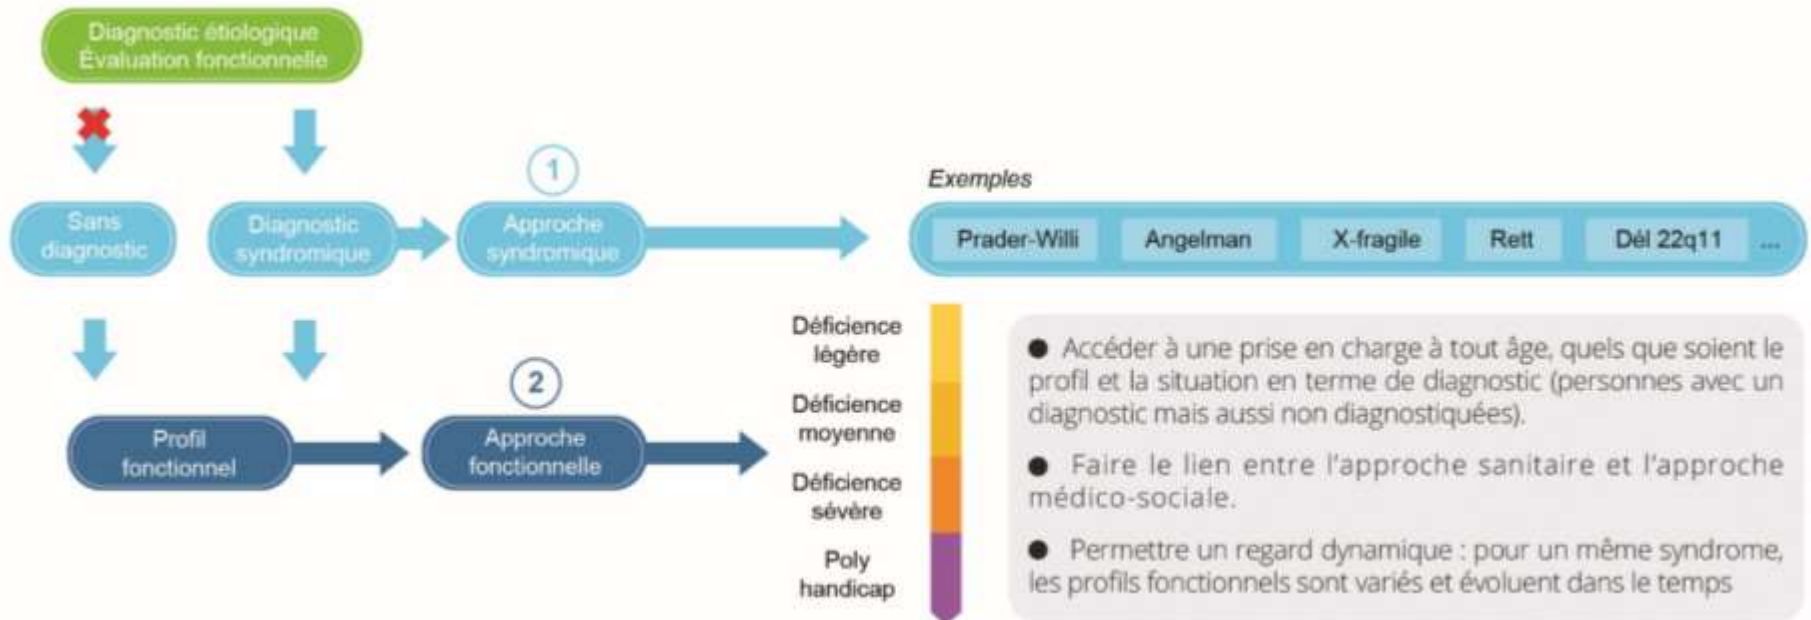 Diagnostic étiologique
Évaluation fonctionnelle
1
Exemples
Sans
diagnostic
Diagnostic
syndromique
Approche
syndromique
Prader-Willi
Angelman
X-fragile
Rett
Dél 22q11
...
2
Profil
fonctionnel
Approche
fonctionnelle
Déficience
légère
Déficience
moyenne
Déficience
sévère
Poly
handicap
● Accéder à une prise en charge à tout âge, quels que soient le
profil et la situation en terme de diagnostic (personnes avec un
diagnostic mais aussi non diagnostiquées).
● Faire le lien entre l'approche sanitaire et l'approche
médico-sociale.
● Permettre un regard dynamique : pour un même syndrome,
les profils fonctionnels sont variés et évoluent dans le temps